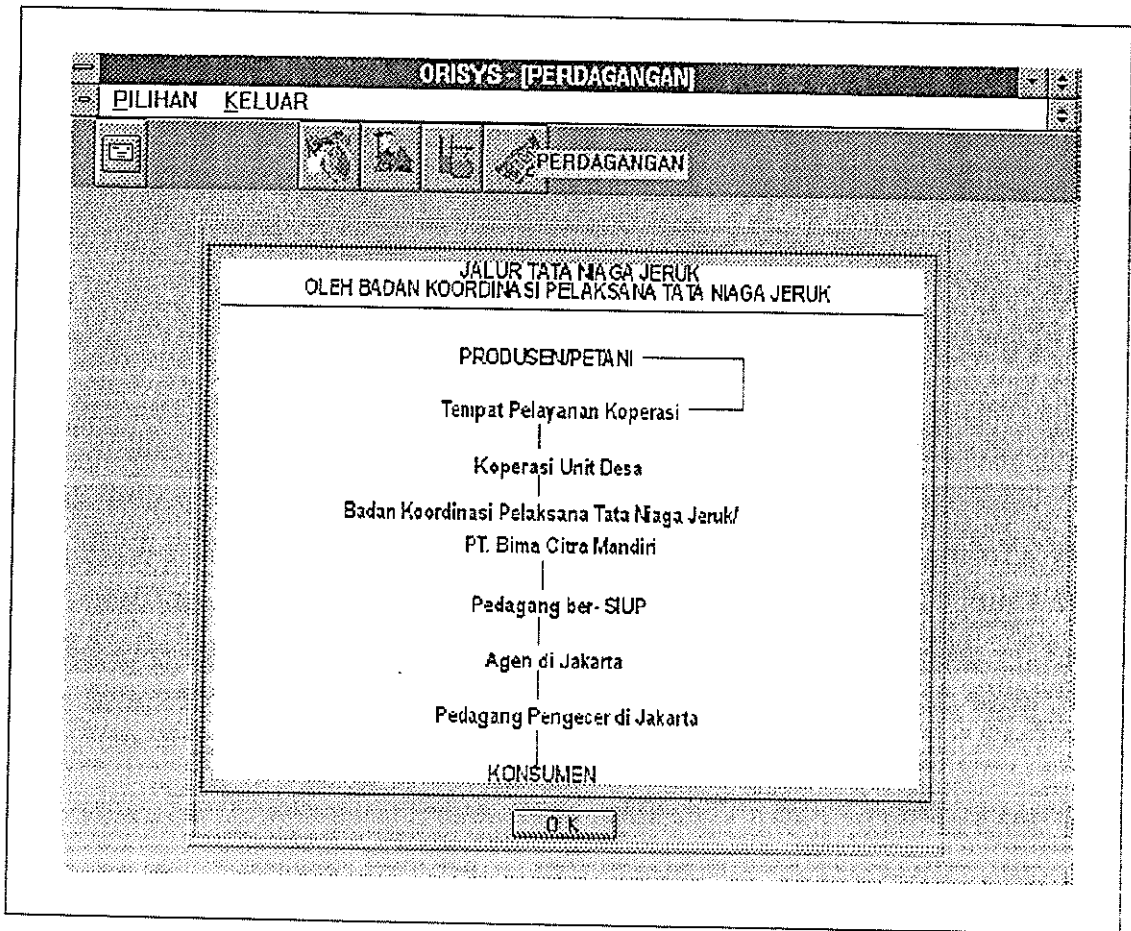 ORISYS - [PERDAGANGAN]
PILIHAN KELUAR
PERDAGANGAN
JALUR TATA NIAGA JERUK
OLEH BADAN KOORDINASI PELAKSANA TATA NIAGA JERUK
PRODUSEN/PETANI
Tempat Pelayanan Koperasi
Koperasi Unit Desa
Badan Koordinasi Pelaksana Tata Niaga Jeruk/
PT. Bima Citra Mandiri
Pedagang ber- SIUP
Agen di Jakarta
Pedagang Pengecer di Jakarta
KONSUMEN
O K